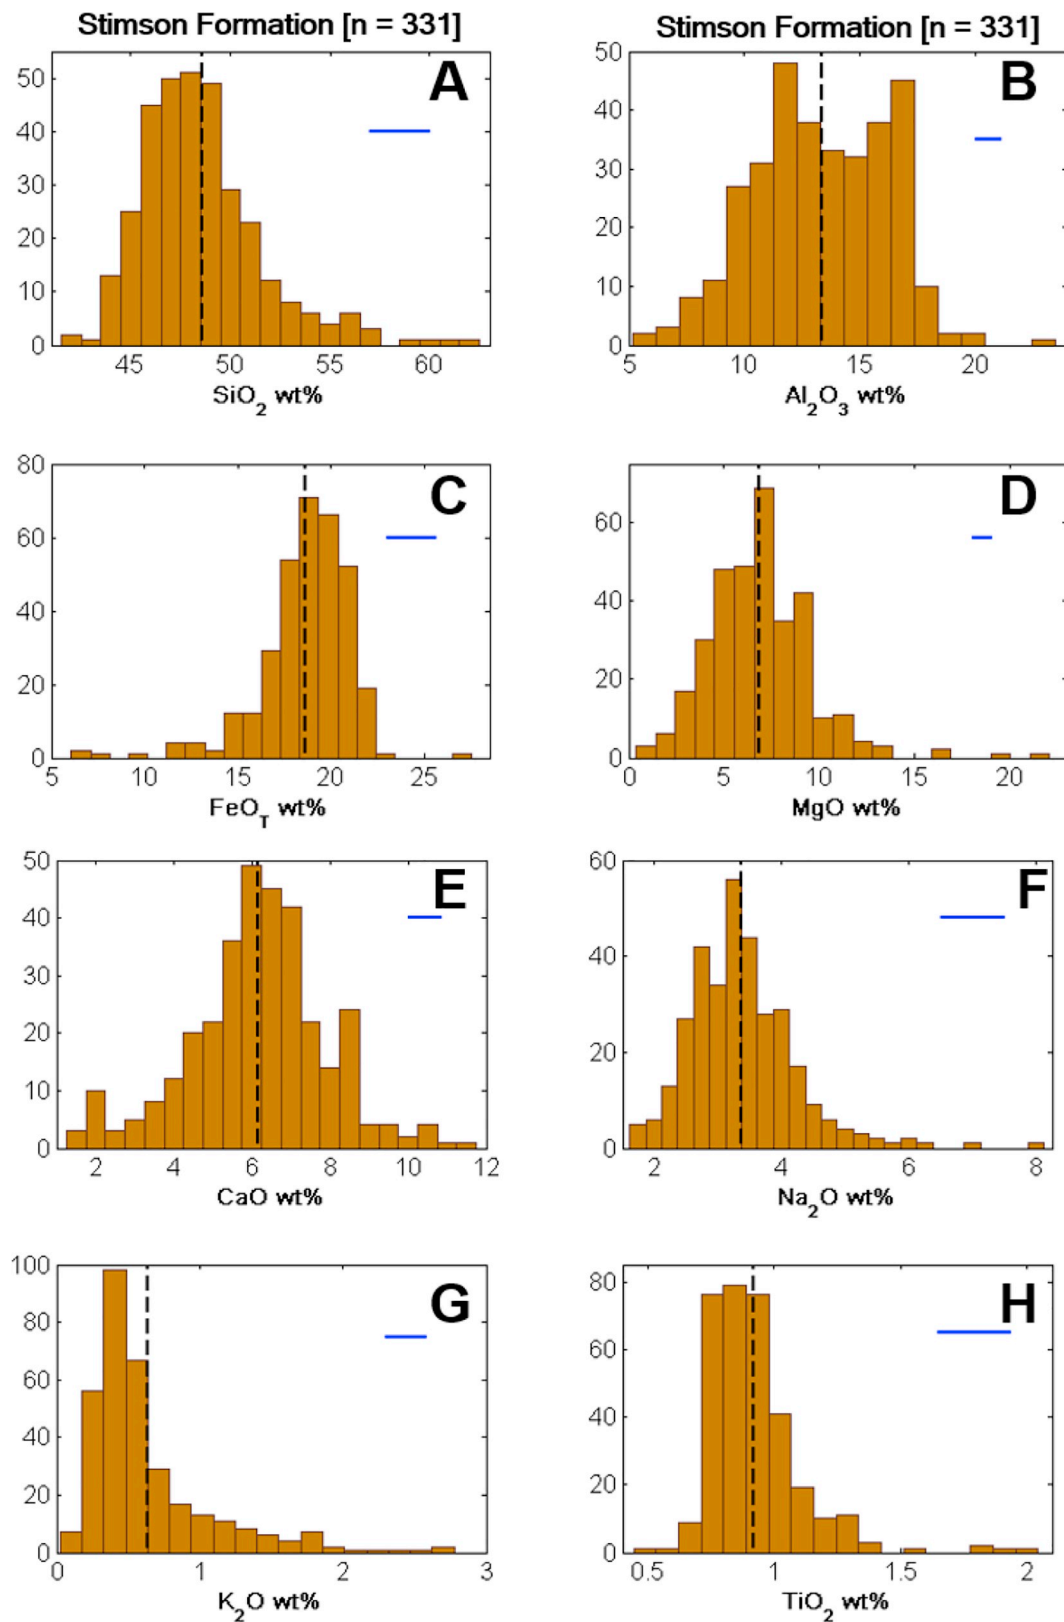 Stimson Formation [n = 331]
Stimson Formation [n = 331]
A
50
40
30
20
10
0
45 50 55 60
SiO₂ wt%
B
50
40
30
20
10
0
5 10 15 20
Al₂O₃ wt%
C
80
60
40
20
0
5 10 15 20 25
FeO_T wt%
D
60
40
20
0
0 5 10 15 20
MgO wt%
E
50
40
30
20
10
0
2 4 6 8 10 12
CaO wt%
F
60
40
20
0
2 4 6 8
Na₂O wt%
G
100
80
60
40
20
0
0 1 2 3
K₂O wt%
H
80
60
40
20
0
0.5 1 1.5 2
TiO₂ wt%